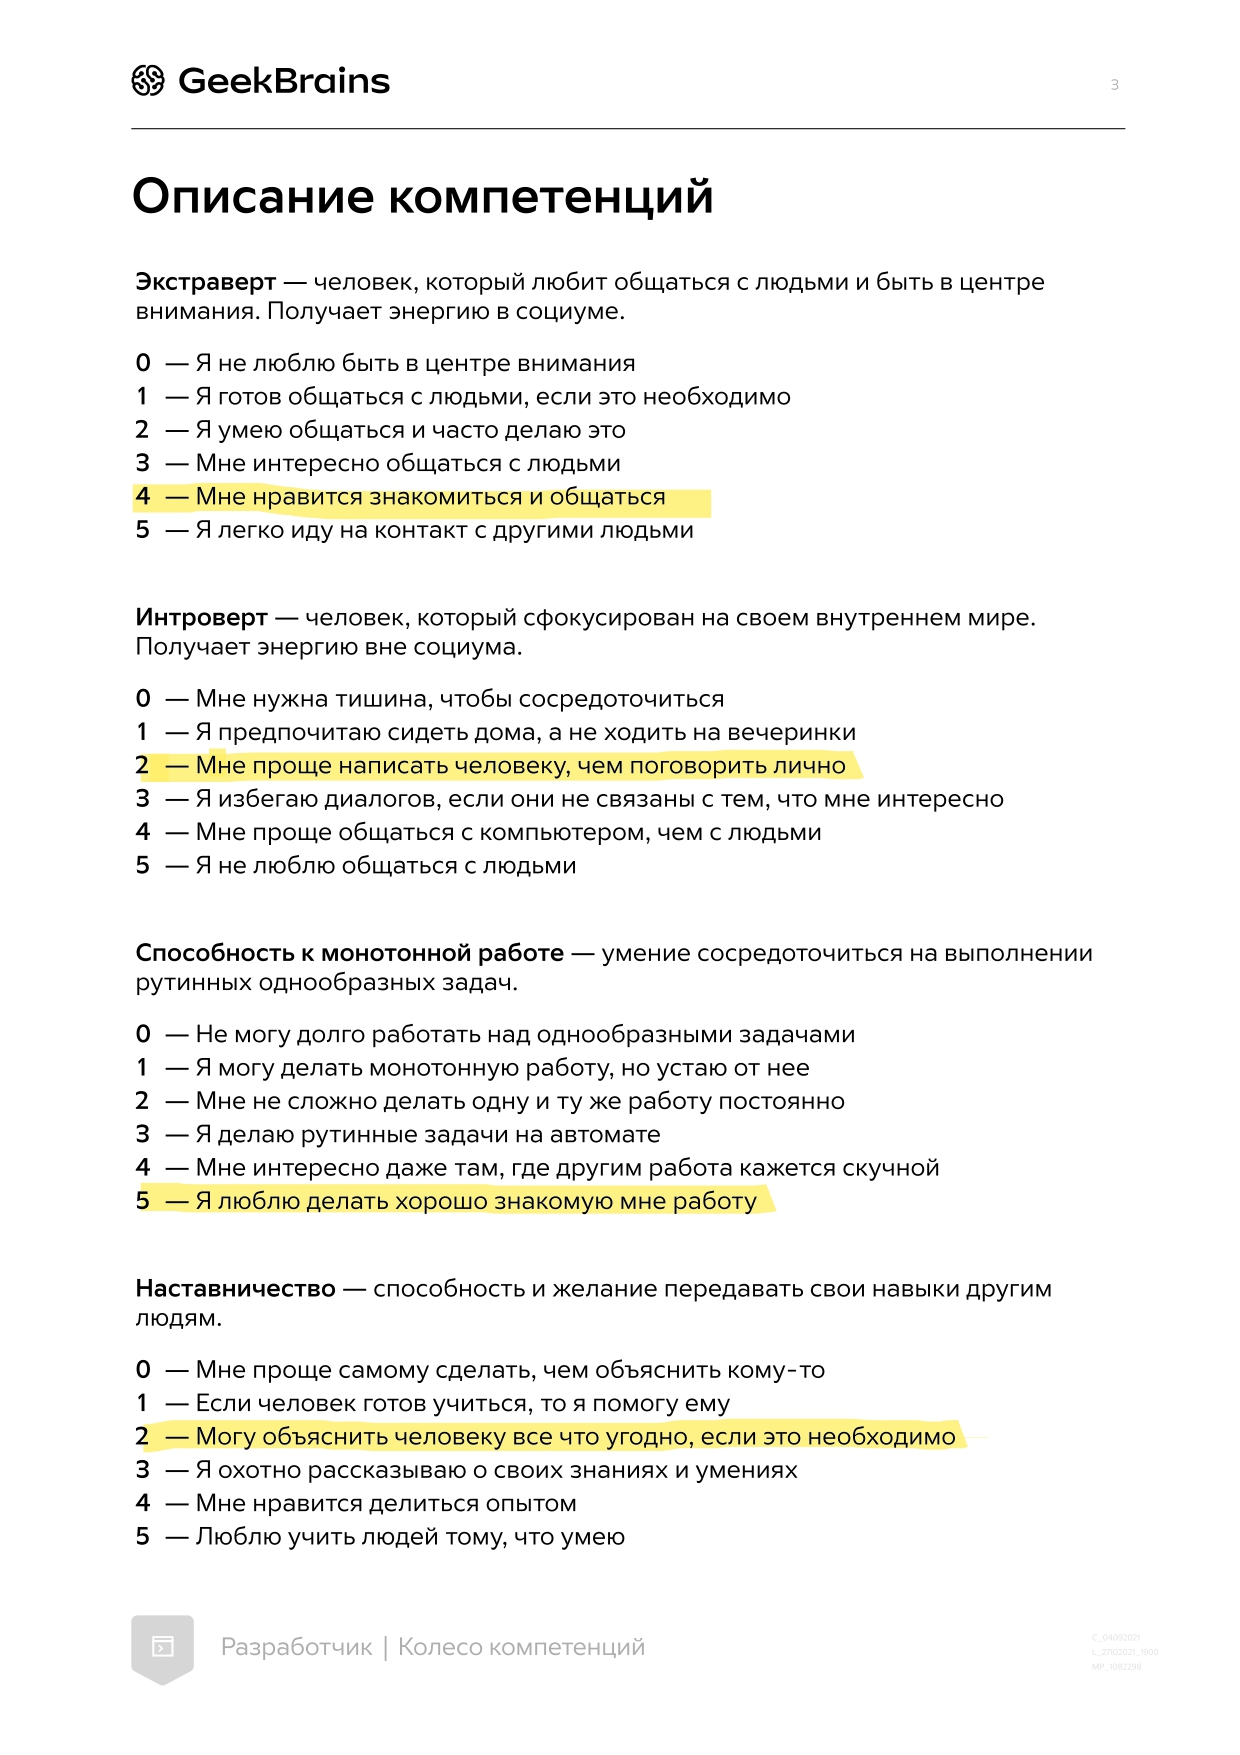 GeekBrains
3
Описание компетенций
Экстраверт — человек, который любит общаться с людьми и быть в центре
внимания. Получает энергию в социуме.
0 — Я не люблю быть в центре внимания
1 — Я готов общаться с людьми, если это необходимо
2 — Я умею общаться и часто делаю это
3 — Мне интересно общаться с людьми
4 — Мне нравится знакомиться и общаться
5 — Я легко иду на контакт с другими людьми
Интроверт — человек, который сфокусирован на своем внутреннем мире.
Получает энергию вне социума.
0 — Мне нужна тишина, чтобы сосредоточиться
1 — Я предпочитаю сидеть дома, а не ходить на вечеринки
2 — Мне проще написать человеку, чем поговорить лично
3 — Я избегаю диалогов, если они не связаны с тем, что мне интересно
4 — Мне проще общаться с компьютером, чем с людьми
5 — Я не люблю общаться с людьми
Способность к монотонной работе — умение сосредоточиться на выполнении
рутинных однообразных задач.
0 — Не могу долго работать над однообразными задачами
1 — Я могу делать монотонную работу, но устаю от нее
2 — Мне не сложно делать одну и ту же работу постоянно
3 — Я делаю рутинные задачи на автомате
4 — Мне интересно даже там, где другим работа кажется скучной
5 — Я люблю делать хорошо знакомую мне работу
Наставничество — способность и желание передавать свои навыки другим
людям.
0 — Мне проще самому сделать, чем объяснить кому-то
1 — Если человек готов учиться, то я помогу ему
2 — Могу объяснить человеку все что угодно, если это необходимо
3 — Я охотно рассказываю о своих знаниях и умениях
4 — Мне нравится делиться опытом
5 — Люблю учить людей тому, что умею
Разработчик | Колесо компетенций
C_04092021
L_27102021_1900
MP_1082298